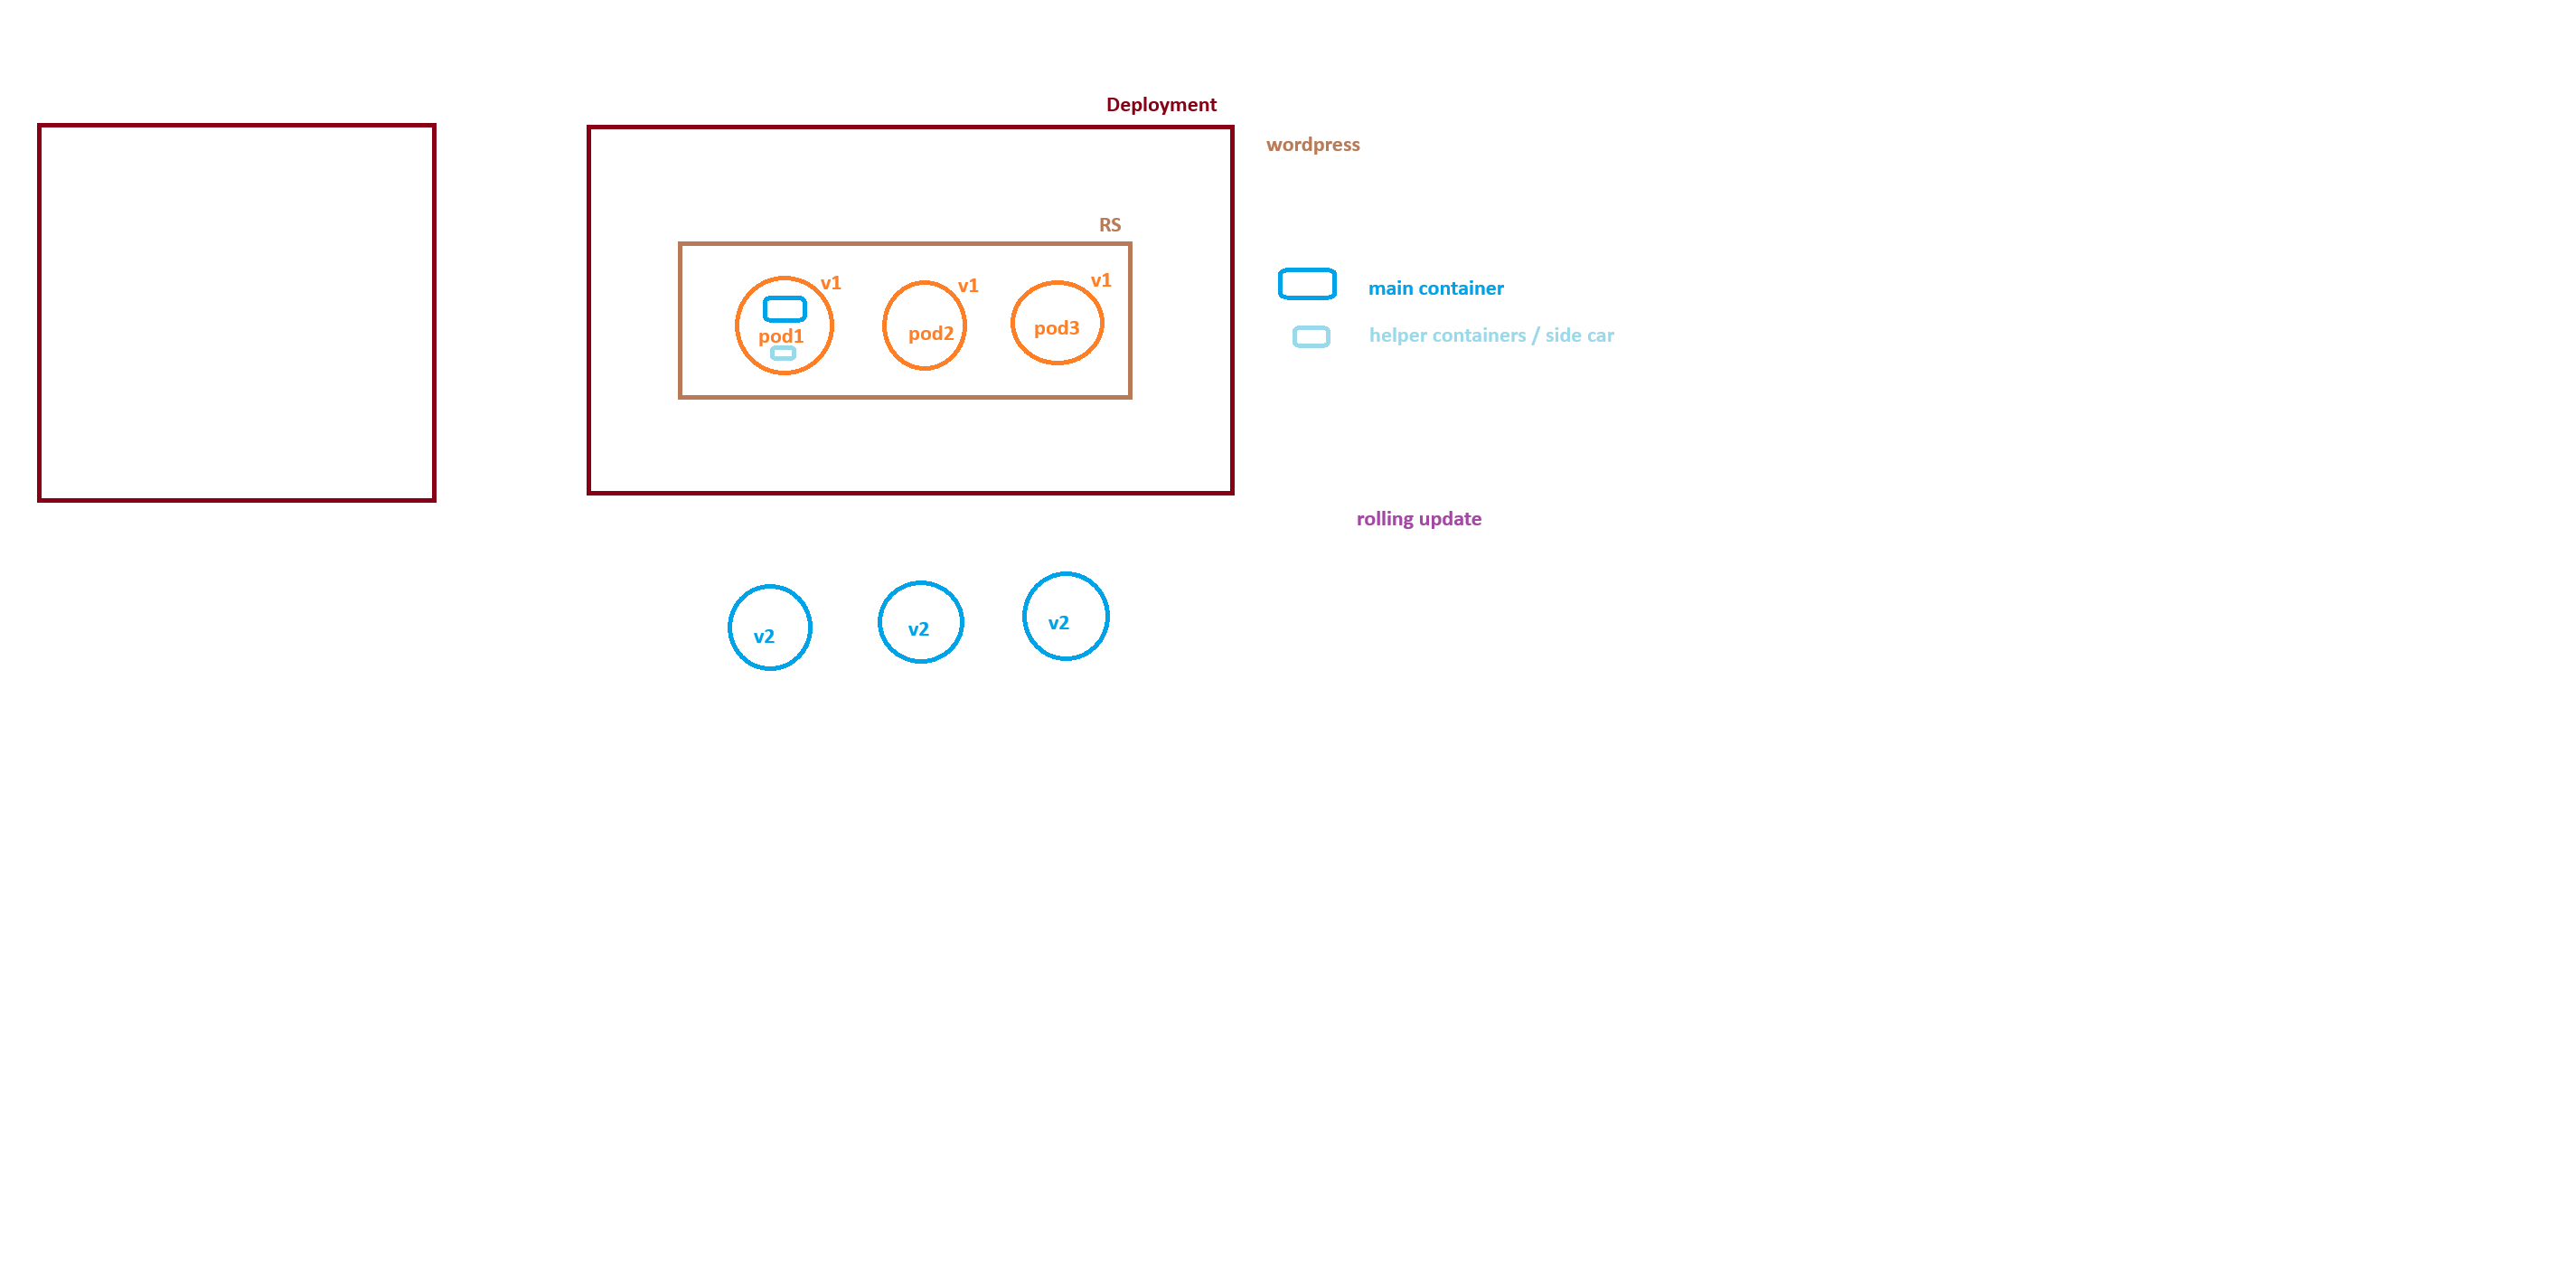 Deployment
wordpress
RS
v1
v1
v1
pod1
pod2
pod3
main container
helper containers / side car
rolling update
v2
v2
v2